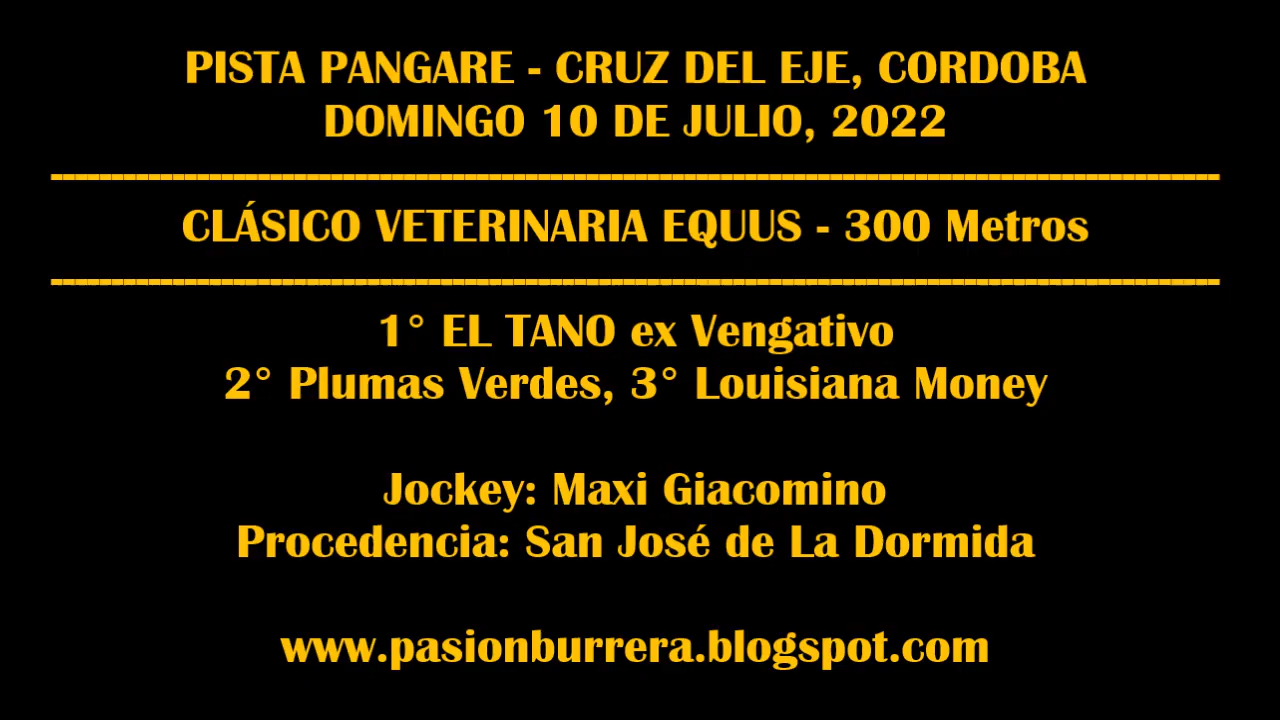 PISTA PANGARE - CRUZ DEL EJE, CORDOBA
DOMINGO 10 DE JULIO, 2022
CLÁSICO VETERINARIA EQUUS - 300 Metros
1° EL TANO ex Vengativo
2° Plumas Verdes, 3° Louisiana Money
Jockey: Maxi Giacomino
Procedencia: San José de La Dormida
www.pasionburrera.blogspot.com